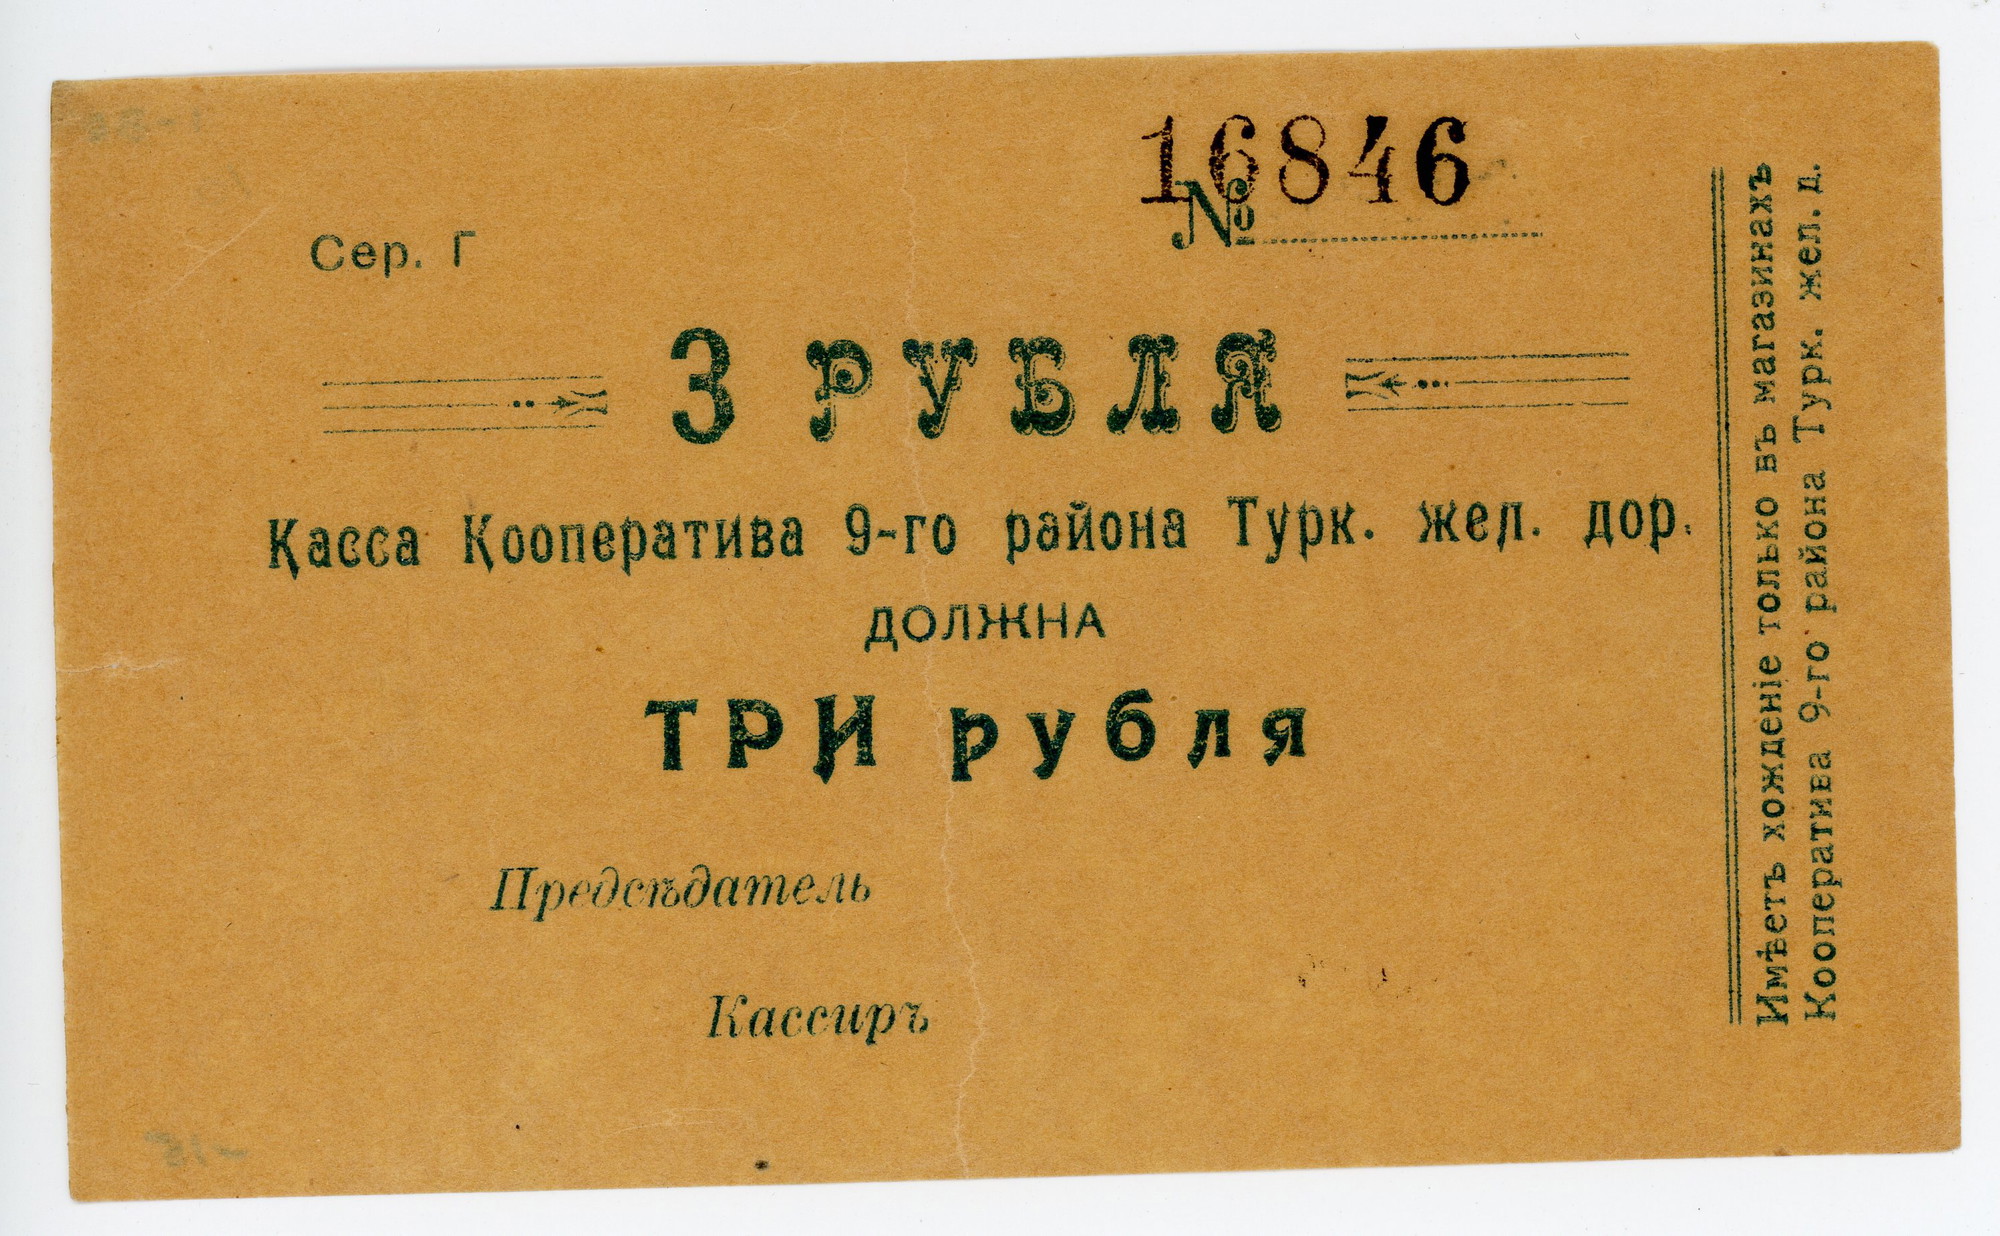 16846
Сер. Г
№
3 РУБЛЯ
Касса Кооператива 9-го района Турк. жел. дор.
ДОЛЖНА
ТРИ рубля
Предсѣдатель
Кассиръ
Имѣетъ хожденіе только въ магазинахъ
Кооператива 9-го района Турк. жел. д.